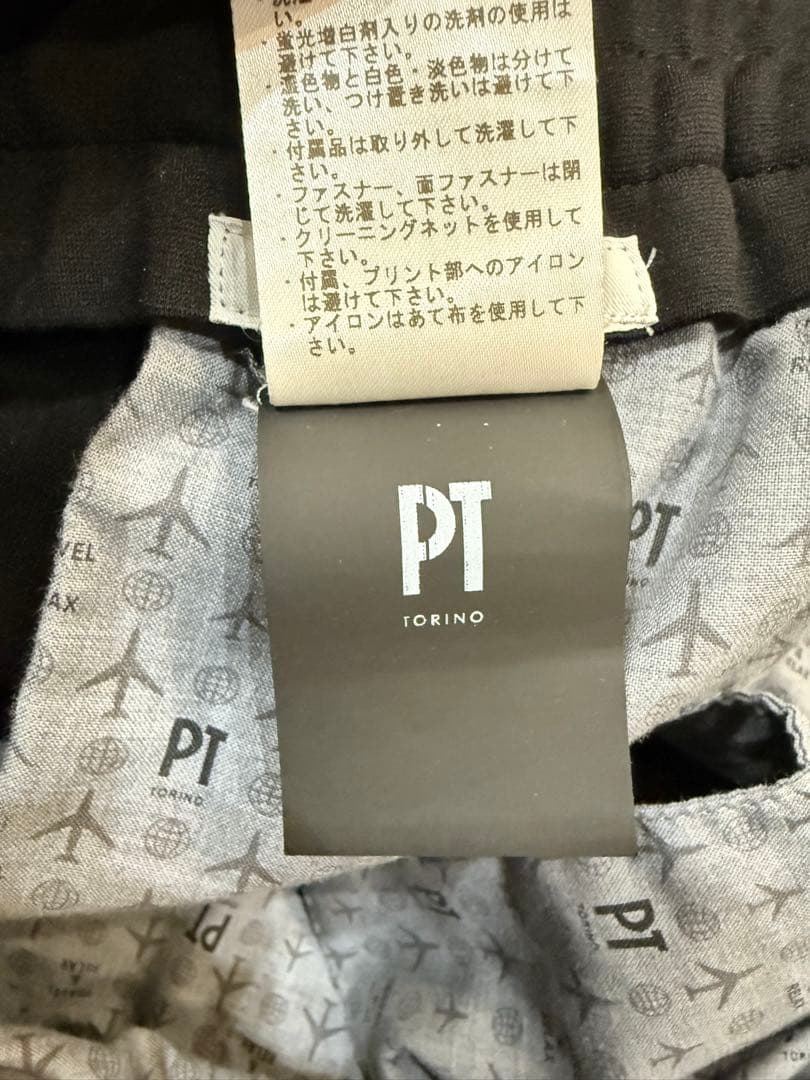 い。
・蛍光増白剤入りの洗剤の使用は
避けて下さい。
・濃色物と白色・淡色物は分けて
洗い、つけ置き洗いは避けて下
さい。
・付属品は取り外して洗濯して下
さい。
・ファスナー、面ファスナーは閉
じて洗濯して下さい。
・クリーニングネットを使用して
下さい。
・付属、プリント部へのアイロン
は避けて下さい。
・アイロンはあて布を使用して下
さい。
PT
TORINO
PT
VEL
AX
PT
TORINO
PT
PT